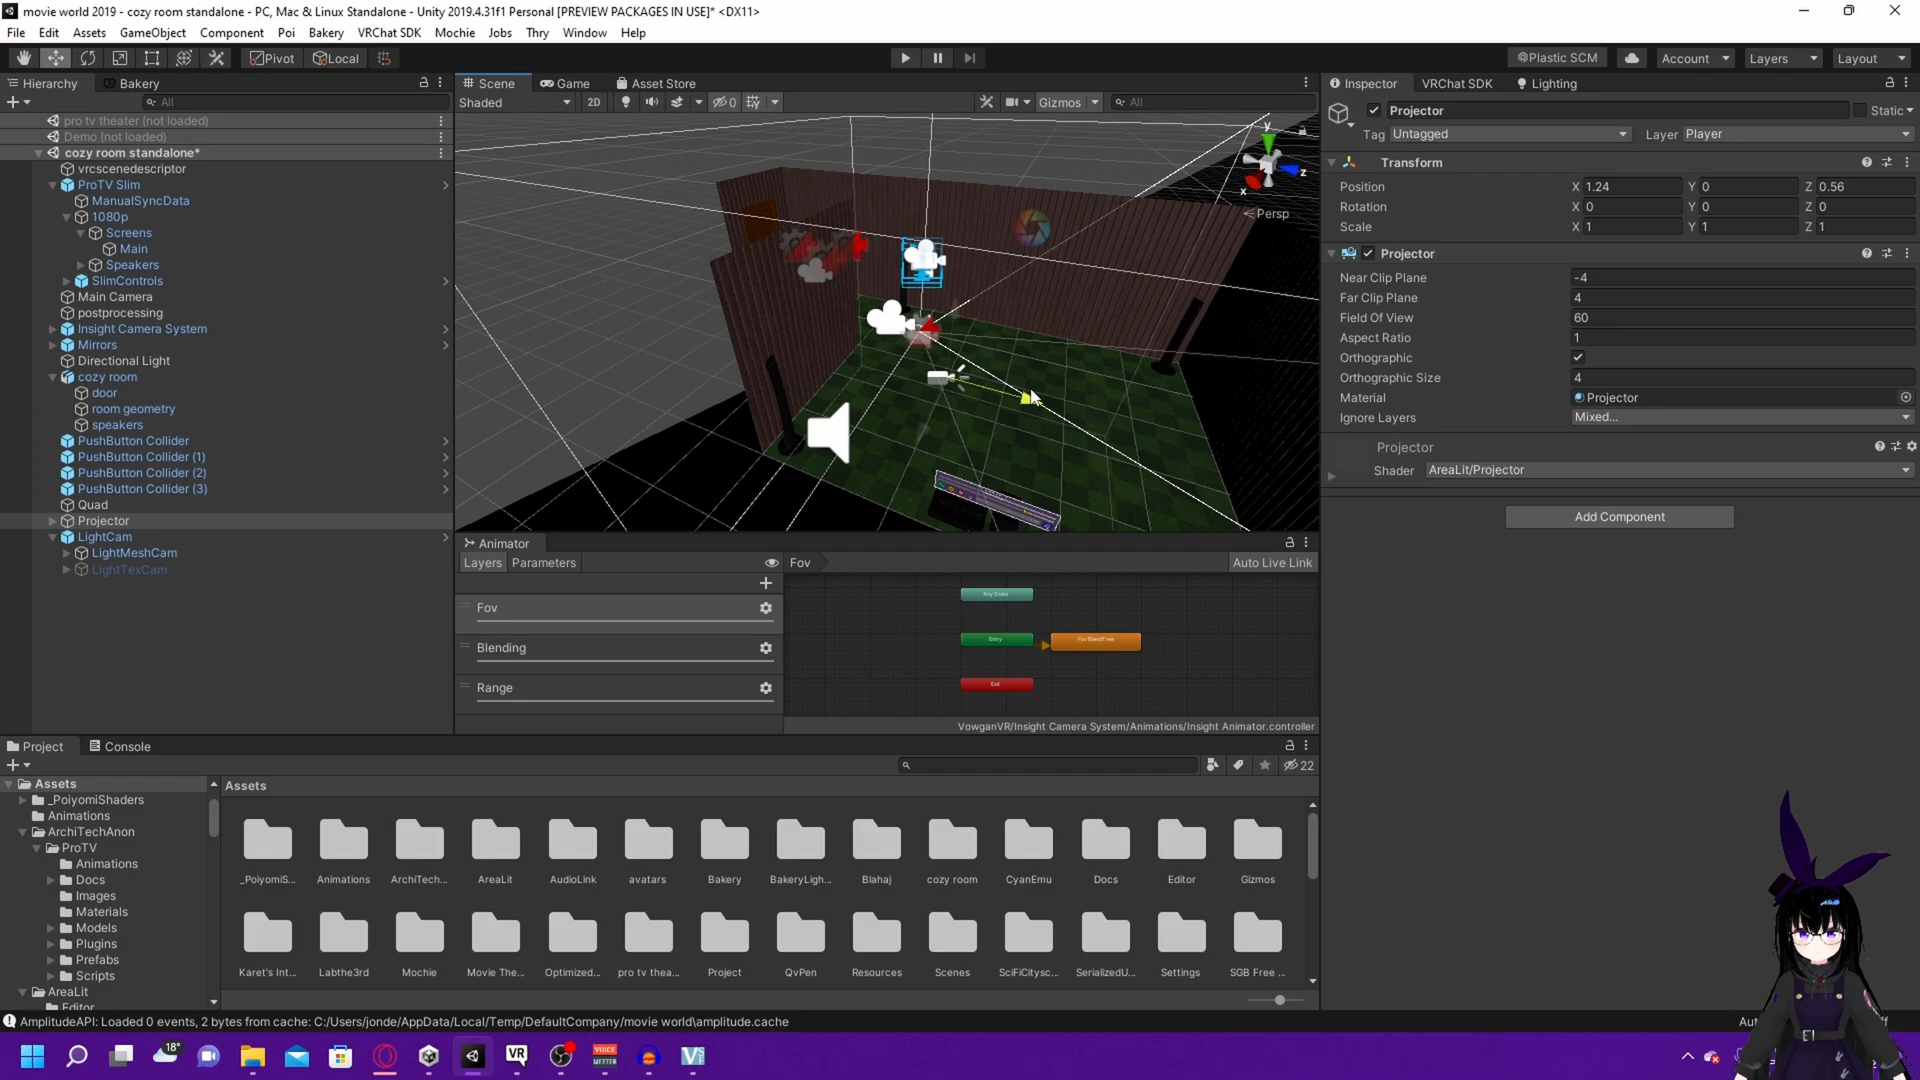 movie world 2019 - cozy room standalone - PC, Mac & Linux Standalone - Unity 2019.4.31f1 Personal [PREVIEW PACKAGES IN USE]* <DX11>
File Edit Assets GameObject Component Poi Bakery VRChat SDK Mochie Jobs Thry Window Help
Pivot Local Plastic SCM Account Layers Layout
Hierarchy Bakery
All
pro tv theater (not loaded)
Demo (not loaded)
cozy room standalone*
vrcscenedescriptor
ProTV Slim
ManualSyncData
1080p
Screens
Main
Speakers
SlimControls
Main Camera
postprocessing
Insight Camera System
Mirrors
Directional Light
cozy room
door
room geometry
speakers
PushButton Collider
PushButton Collider (1)
PushButton Collider (2)
PushButton Collider (3)
Quad
Projector
LightCam
LightMeshCam
LightTexCam
Scene Game Asset Store
Shaded 2D 0 Gizmos All
y
z
x
Persp
Animator
Layers Parameters Fov Auto Live Link
Fov
Blending
Range
Any State
Entry
Fov BlendTree
Exit
VowganVR/Insight Camera System/Animations/Insight Animator.controller
Inspector VRChat SDK Lighting
Projector Static
Tag Untagged Layer Player
Transform
Position X 1.24 Y 0 Z 0.56
Rotation X 0 Y 0 Z 0
Scale X 1 Y 1 Z 1
Projector
Near Clip Plane -4
Far Clip Plane 4
Field Of View 60
Aspect Ratio 1
Orthographic
Orthographic Size 4
Material Projector
Ignore Layers Mixed...
Projector
Shader AreaLit/Projector
Add Component
Project Console
22
Assets
_PoiyomiShaders
Animations
ArchiTechAnon
ProTV
Animations
Docs
Images
Materials
Models
Plugins
Prefabs
Scripts
AreaLit
Editor
Assets
_PoiyomiS... Animations ArchiTech... AreaLit AudioLink avatars Bakery BakeryLigh... Blahaj cozy room CyanEmu Docs Editor Gizmos
Karet's Int... Labthe3rd Mochie Movie The... Optimized... pro tv thea... Project QvPen Resources Scenes SciFiCitysc... SerializedU... Settings SGB Free ...
AmplitudeAPI: Loaded 0 events, 2 bytes from cache: C:/Users/jonde/AppData/Local/Temp/DefaultCompany/movie world\amplitude.cache
18°
VR
VOICE
MEETER